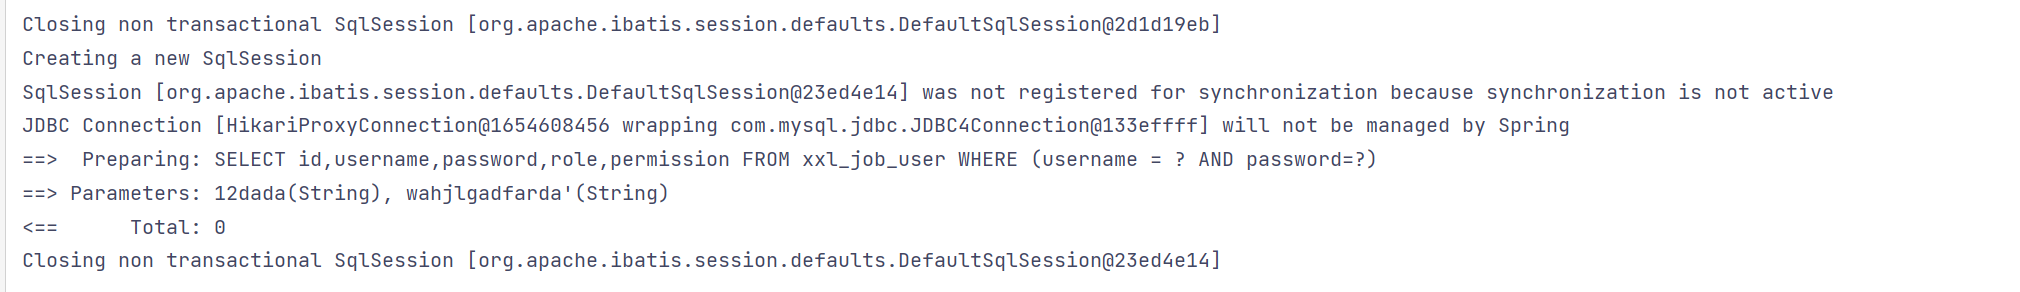 Closing non transactional SqlSession [org.apache.ibatis.session.defaults.DefaultSqlSession@2d1d19eb]
Creating a new SqlSession
SqlSession [org.apache.ibatis.session.defaults.DefaultSqlSession@23ed4e14] was not registered for synchronization because synchronization is not active
JDBC Connection [HikariProxyConnection@1654608456 wrapping com.mysql.jdbc.JDBC4Connection@133effff] will not be managed by Spring
==>  Preparing: SELECT id,username,password,role,permission FROM xxl_job_user WHERE (username = ? AND password=?)
==> Parameters: 12dada(String), wahjlgadfarda'(String)
<==      Total: 0
Closing non transactional SqlSession [org.apache.ibatis.session.defaults.DefaultSqlSession@23ed4e14]